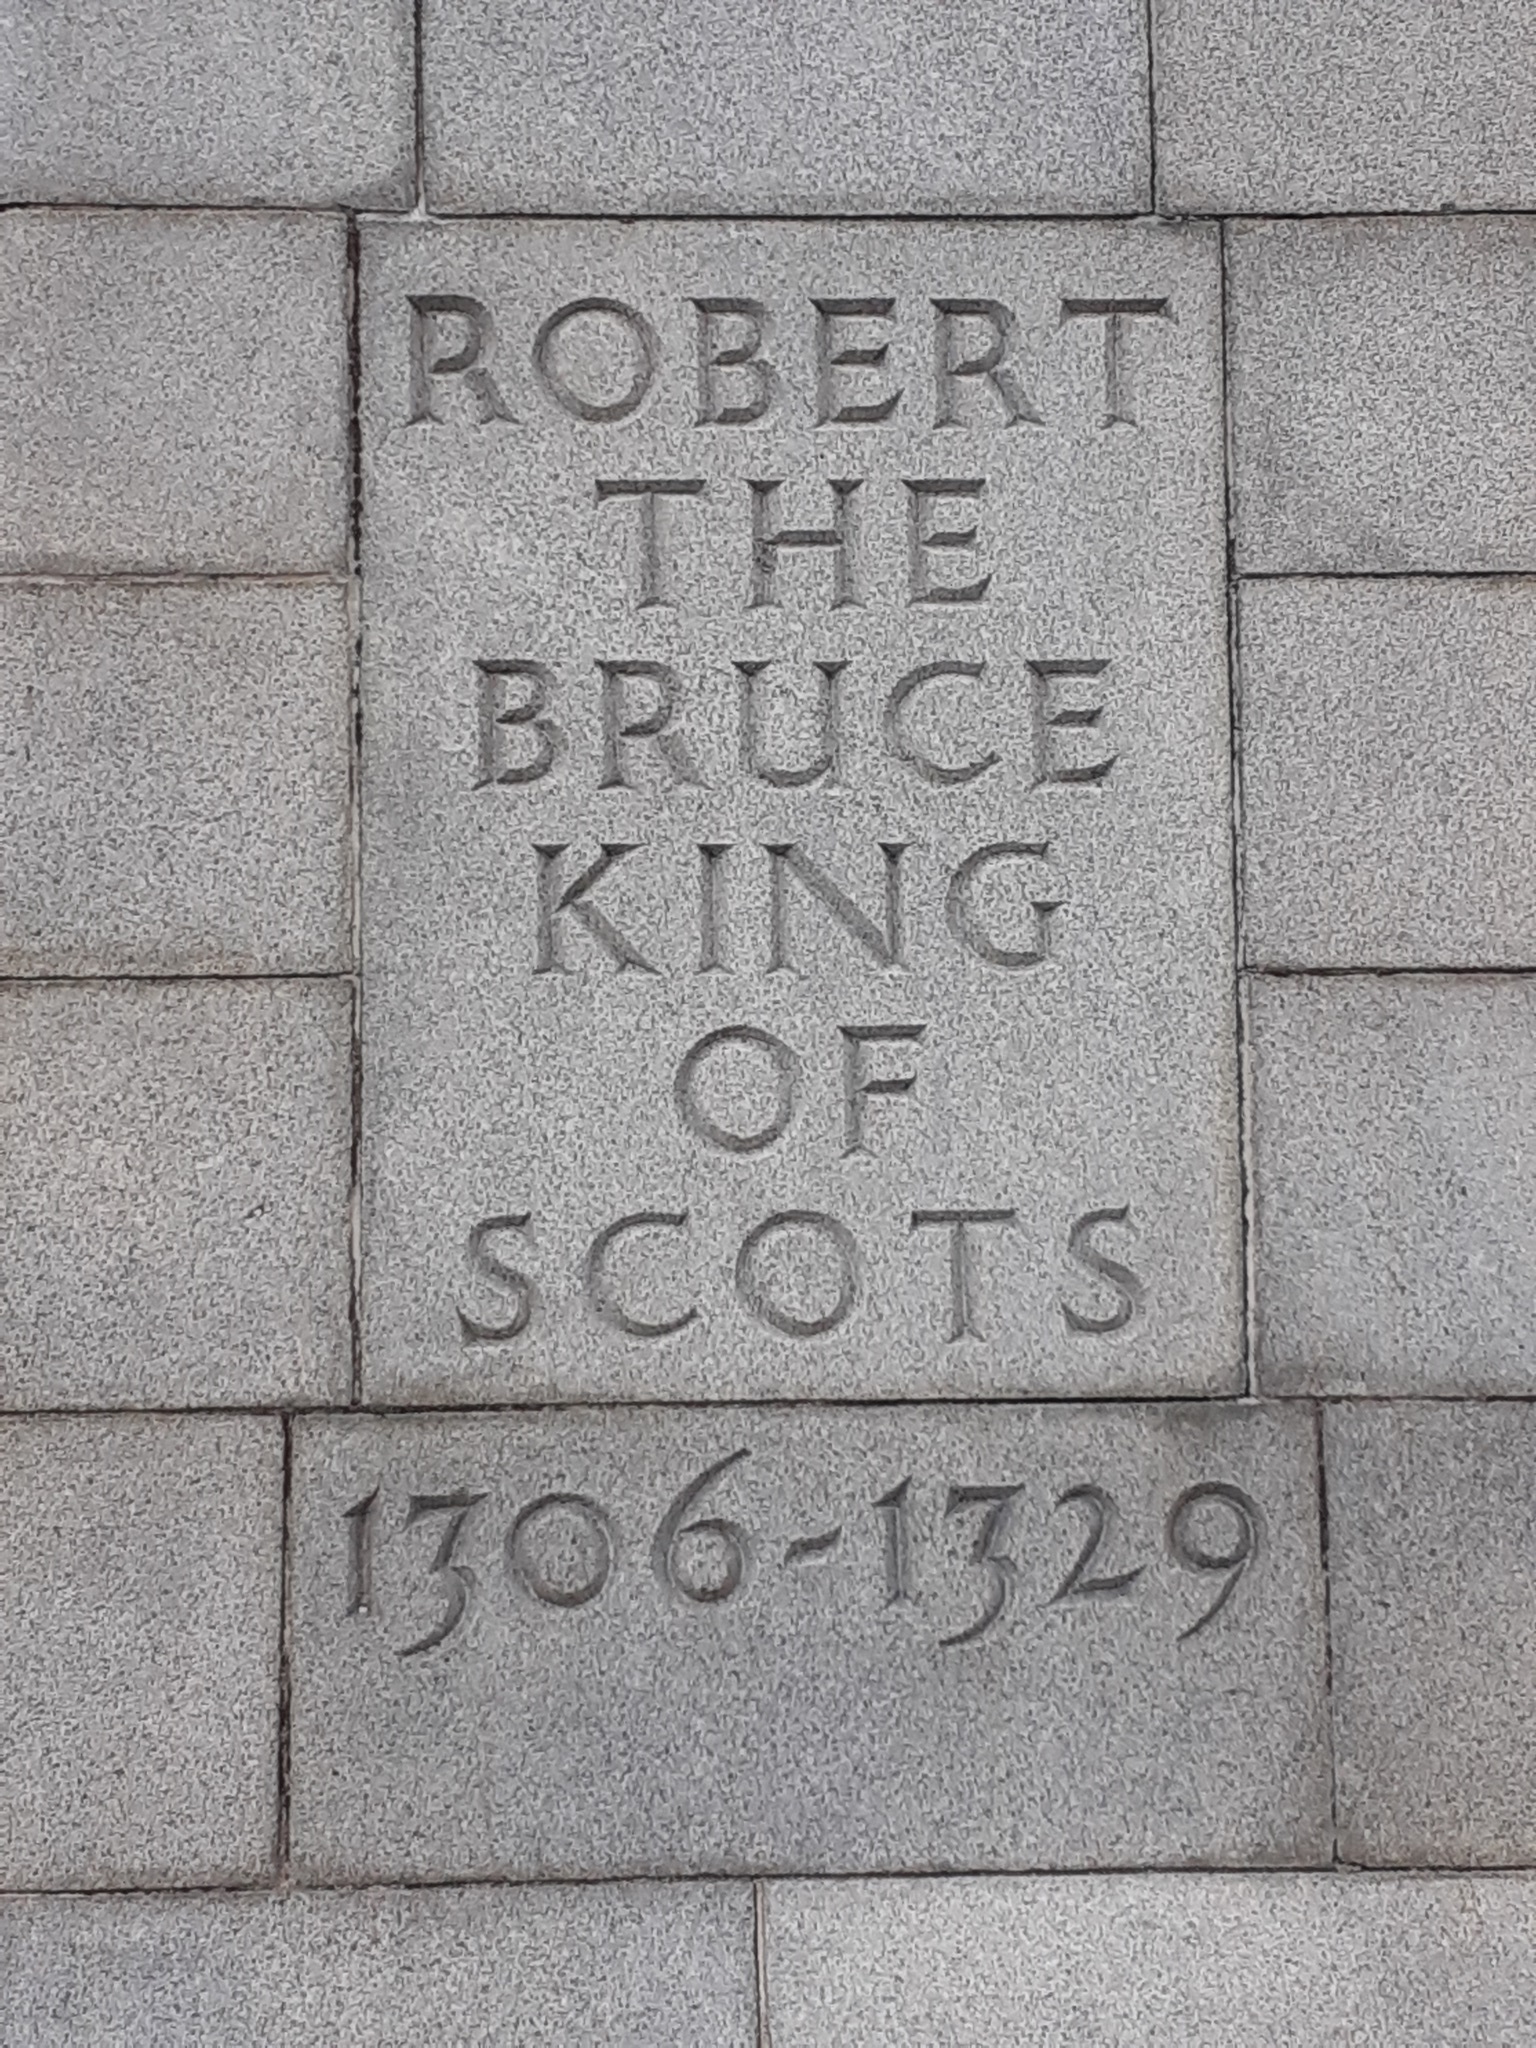 ROBERT
THE
BRUCE
KING
OF
SCOTS
1306-1329